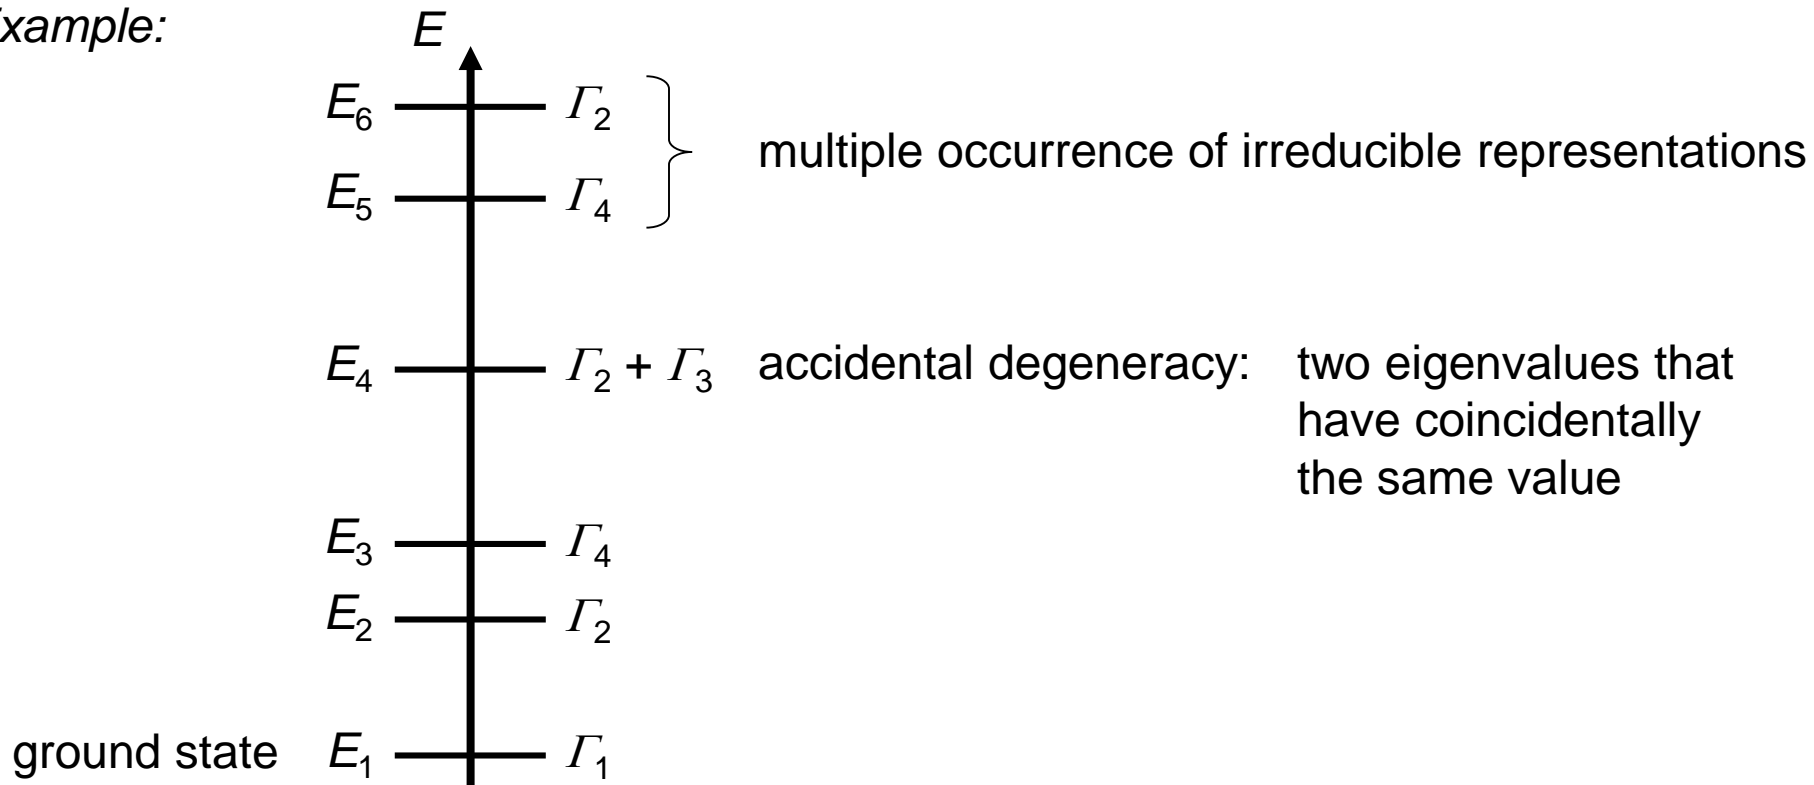 xample:
E
E₆ Γ₂
multiple occurrence of irreducible representations
E₅ Γ₄
E₄ Γ₂ + Γ₃ accidental degeneracy: two eigenvalues that
have coincidentally
the same value
E₃ Γ₄
E₂ Γ₂
ground state E₁ Γ₁